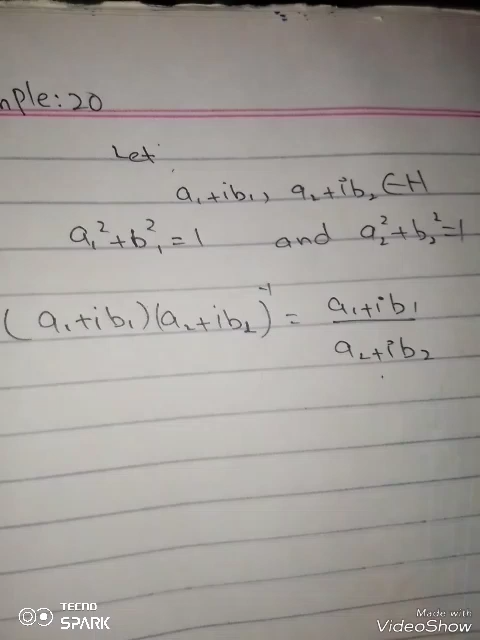 mple: 20
Let
a₁+ib₁, a₂+ib₂ ∈ H
a₁²+b₁²=1 and a₂²+b₂²=1
(a₁+ib₁)(a₂+ib₂)⁻¹ = a₁+ib₁
a₂+ib₂
TECNO
SPARK
Made with
VideoShow